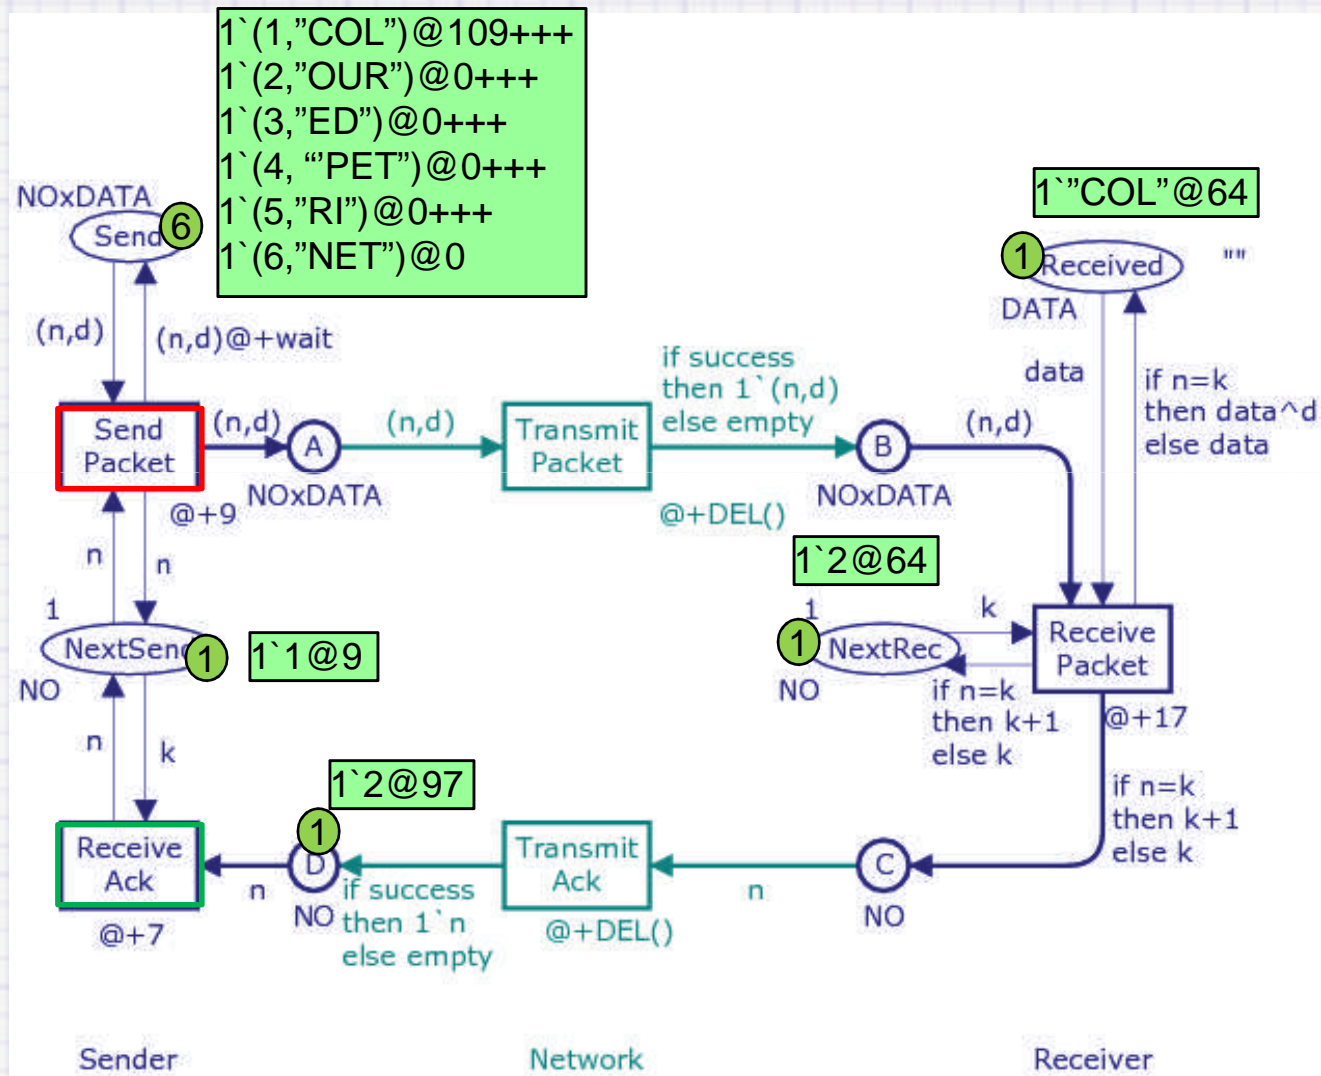 1`(1,”COL”)@109+++
1`(2,”OUR”)@0+++
1`(3,”ED”)@0+++
1`(4, “’PET”)@0+++
1`(5,”RI”)@0+++
1`(6,”NET”)@0
NOxDATA
Send
6
1`”COL”@64
1
Received
""
DATA
(n,d)
(n,d)@+wait
if success
then 1`(n,d)
else empty
data
if n=k
then data^d
else data
Send
Packet
(n,d)
A
(n,d)
Transmit
Packet
B
(n,d)
NOxDATA
NOxDATA
@+9
@+DEL()
n
n
1`2@64
1
NextSend
1
1`1@9
NO
1
1
NextRec
NO
k
Receive
Packet
if n=k
then k+1
else k
@+17
n
k
1`2@97
if n=k
then k+1
else k
Receive
Ack
@+7
n
1
D
NO
if success
then 1`n
else empty
Transmit
Ack
@+DEL()
n
C
NO
Sender
Network
Receiver